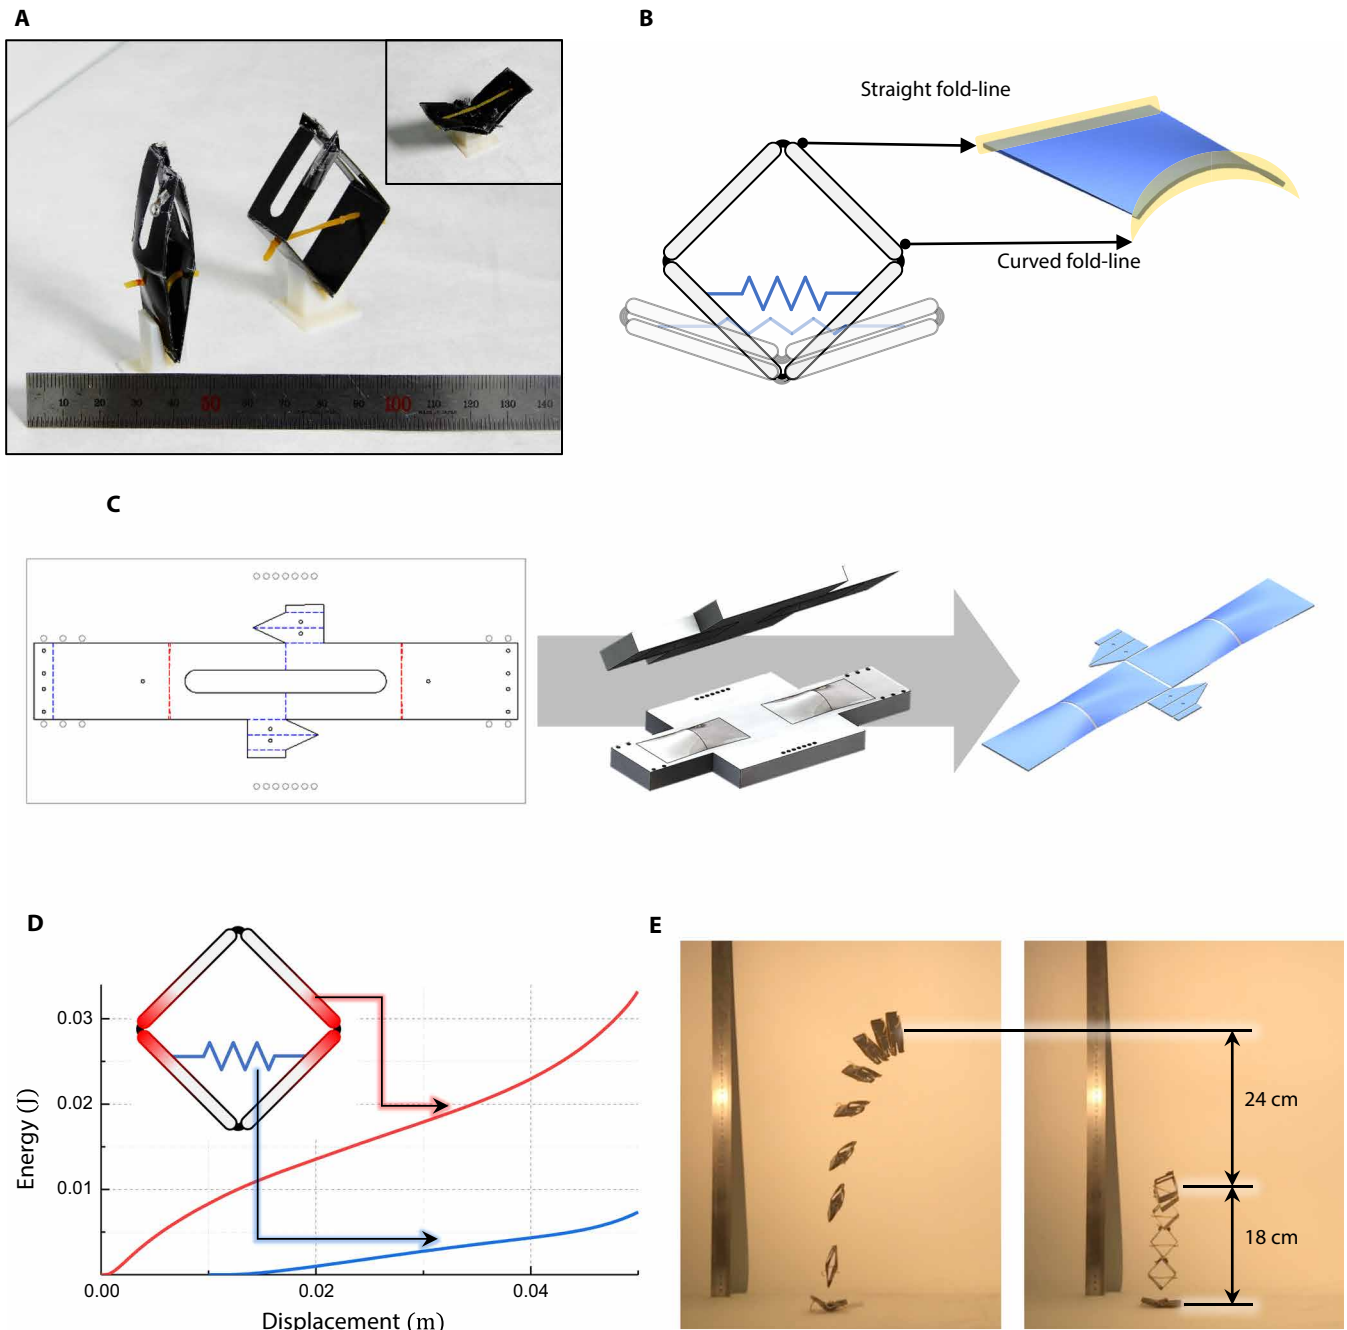 A
B
10 20 30 40 50 60 70 80 90 100 110 120 130 140
Straight fold-line
Curved fold-line
C
D
E
0.03
0.02
0.01
Energy (J)
0.00
0.02
0.04
Displacement (m)
24 cm
18 cm